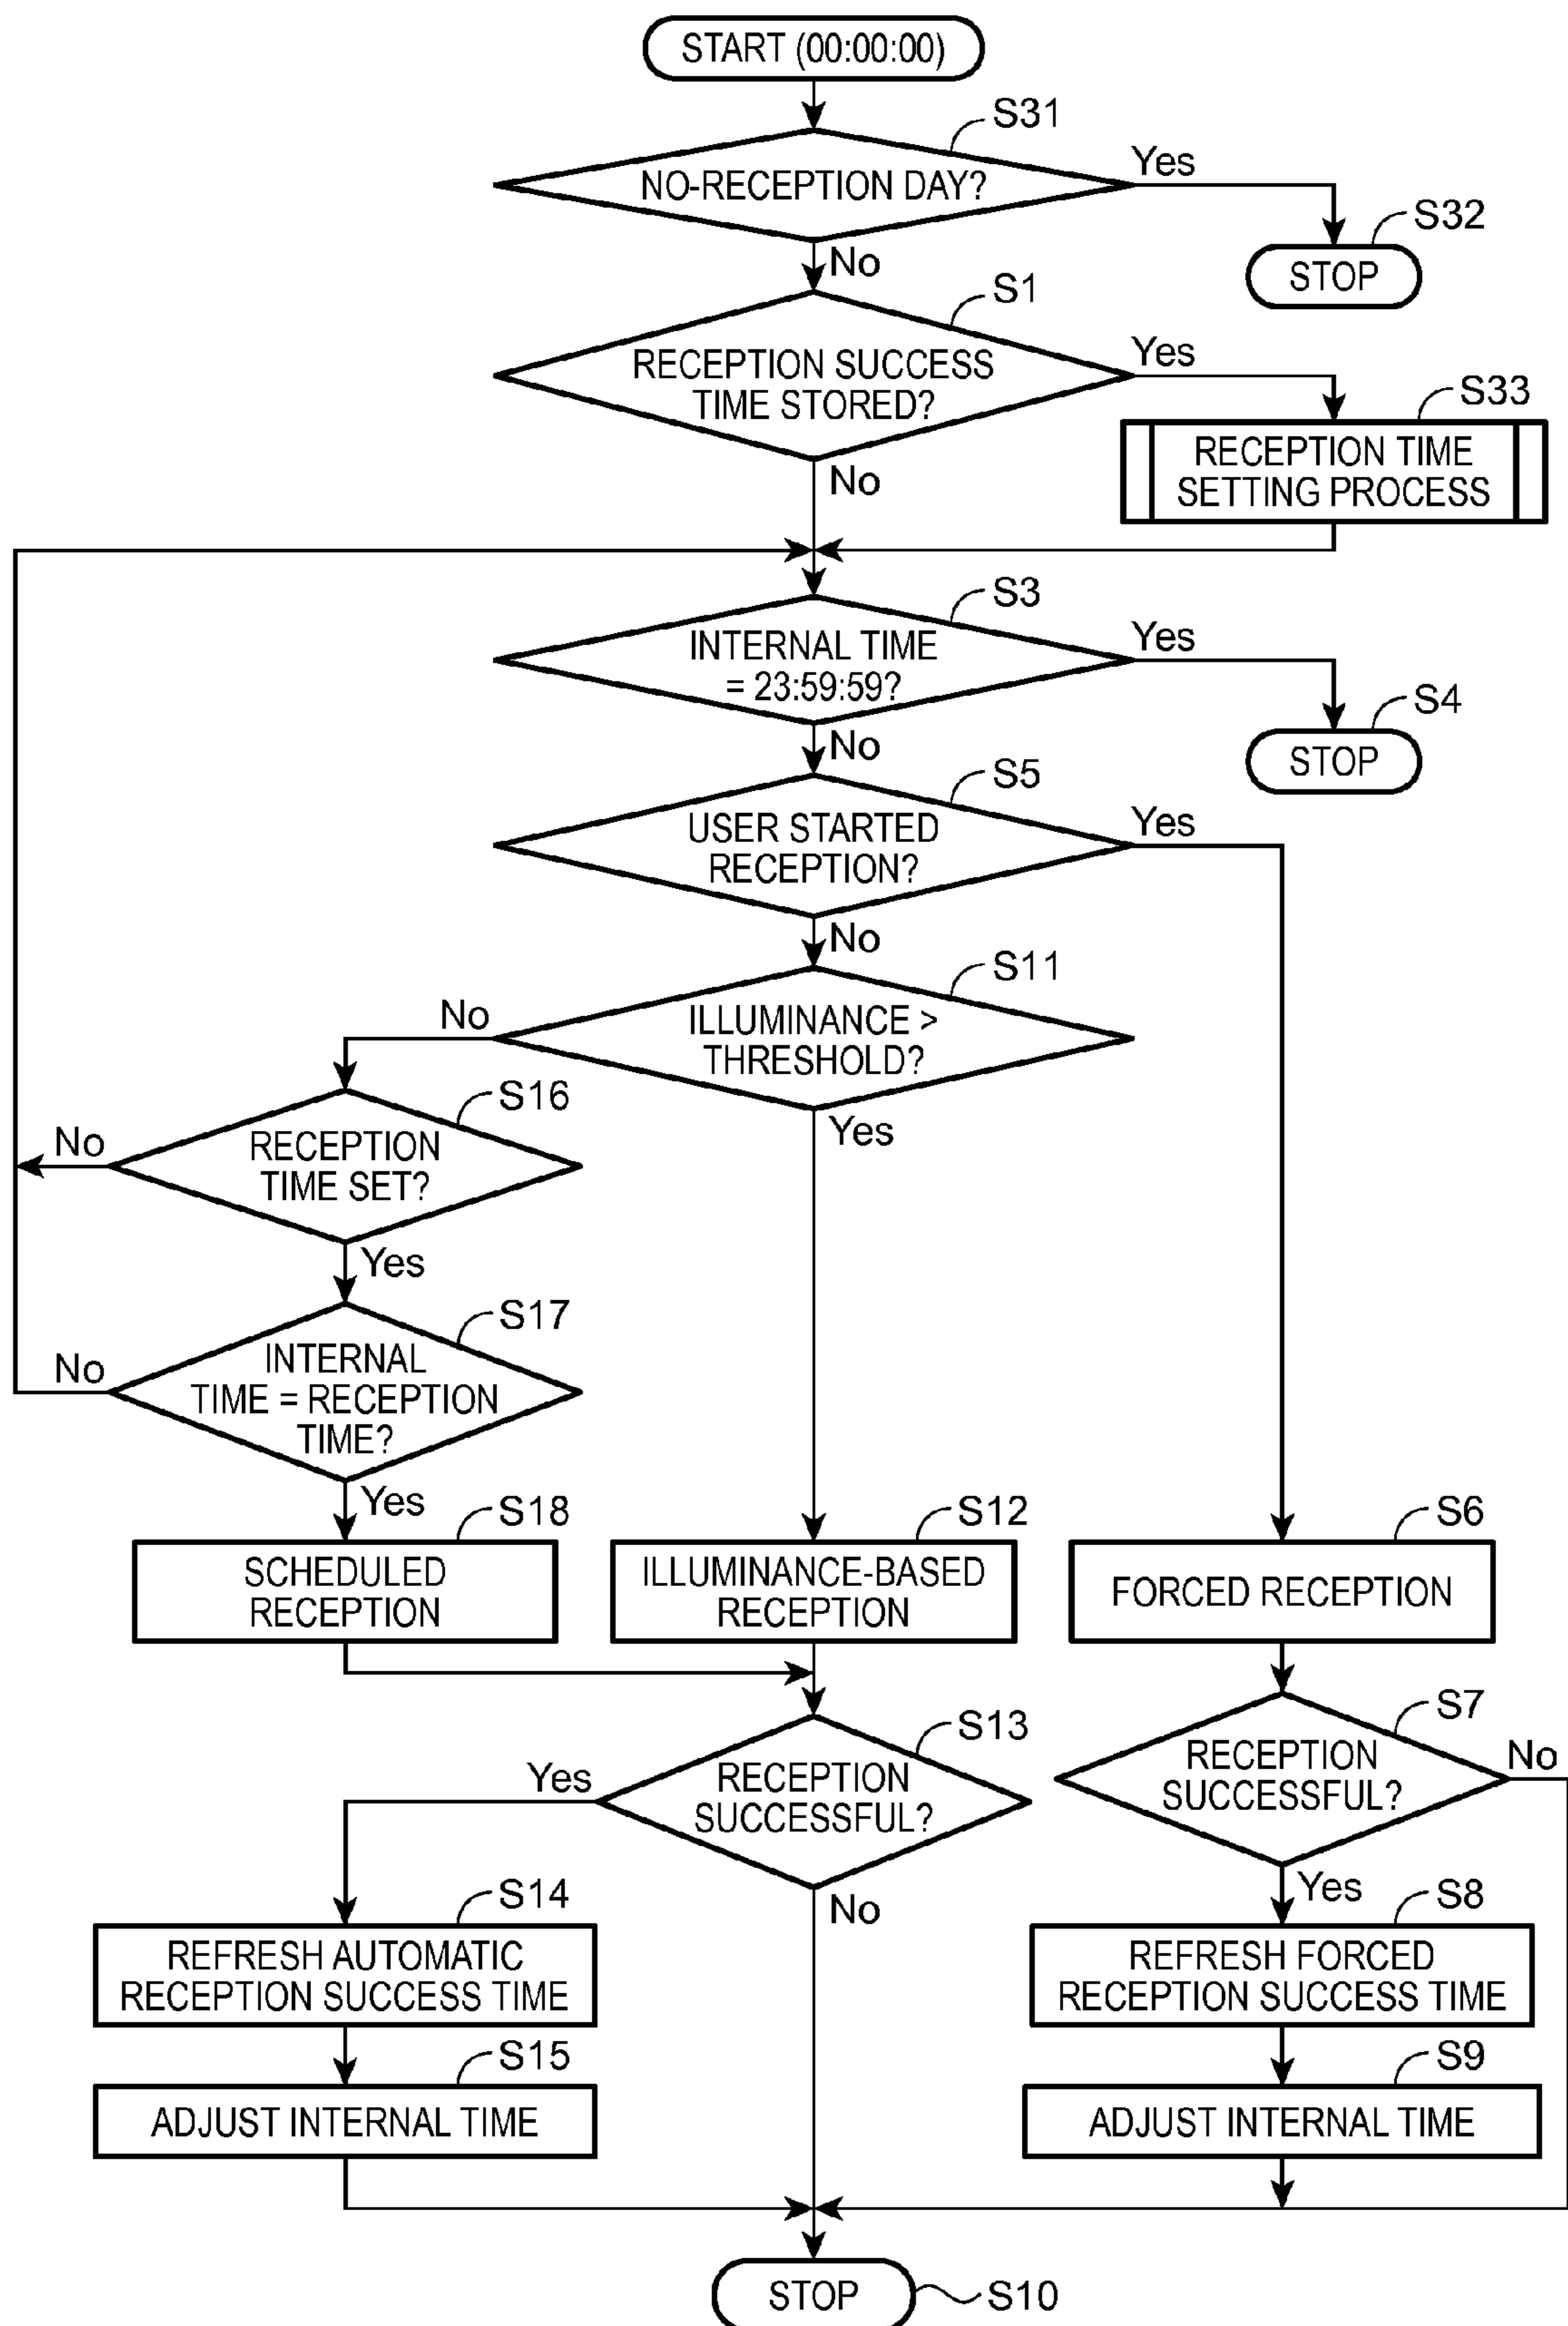 START (00:00:00)
S31
NO-RECEPTION DAY?
Yes
S32
STOP
No
S1
RECEPTION SUCCESS
TIME STORED?
Yes
S33
RECEPTION TIME
SETTING PROCESS
No
S3
INTERNAL TIME
= 23:59:59?
Yes
S4
STOP
No
S5
USER STARTED
RECEPTION?
Yes
No
S11
ILLUMINANCE >
THRESHOLD?
No
Yes
S16
RECEPTION
TIME SET?
No
Yes
S17
INTERNAL
TIME = RECEPTION
TIME?
No
Yes
S18
SCHEDULED
RECEPTION
S12
ILLUMINANCE-BASED
RECEPTION
S6
FORCED RECEPTION
S13
RECEPTION
SUCCESSFUL?
Yes
No
S7
RECEPTION
SUCCESSFUL?
No
Yes
S14
REFRESH AUTOMATIC
RECEPTION SUCCESS TIME
S8
REFRESH FORCED
RECEPTION SUCCESS TIME
S15
ADJUST INTERNAL TIME
S9
ADJUST INTERNAL TIME
STOP
S10